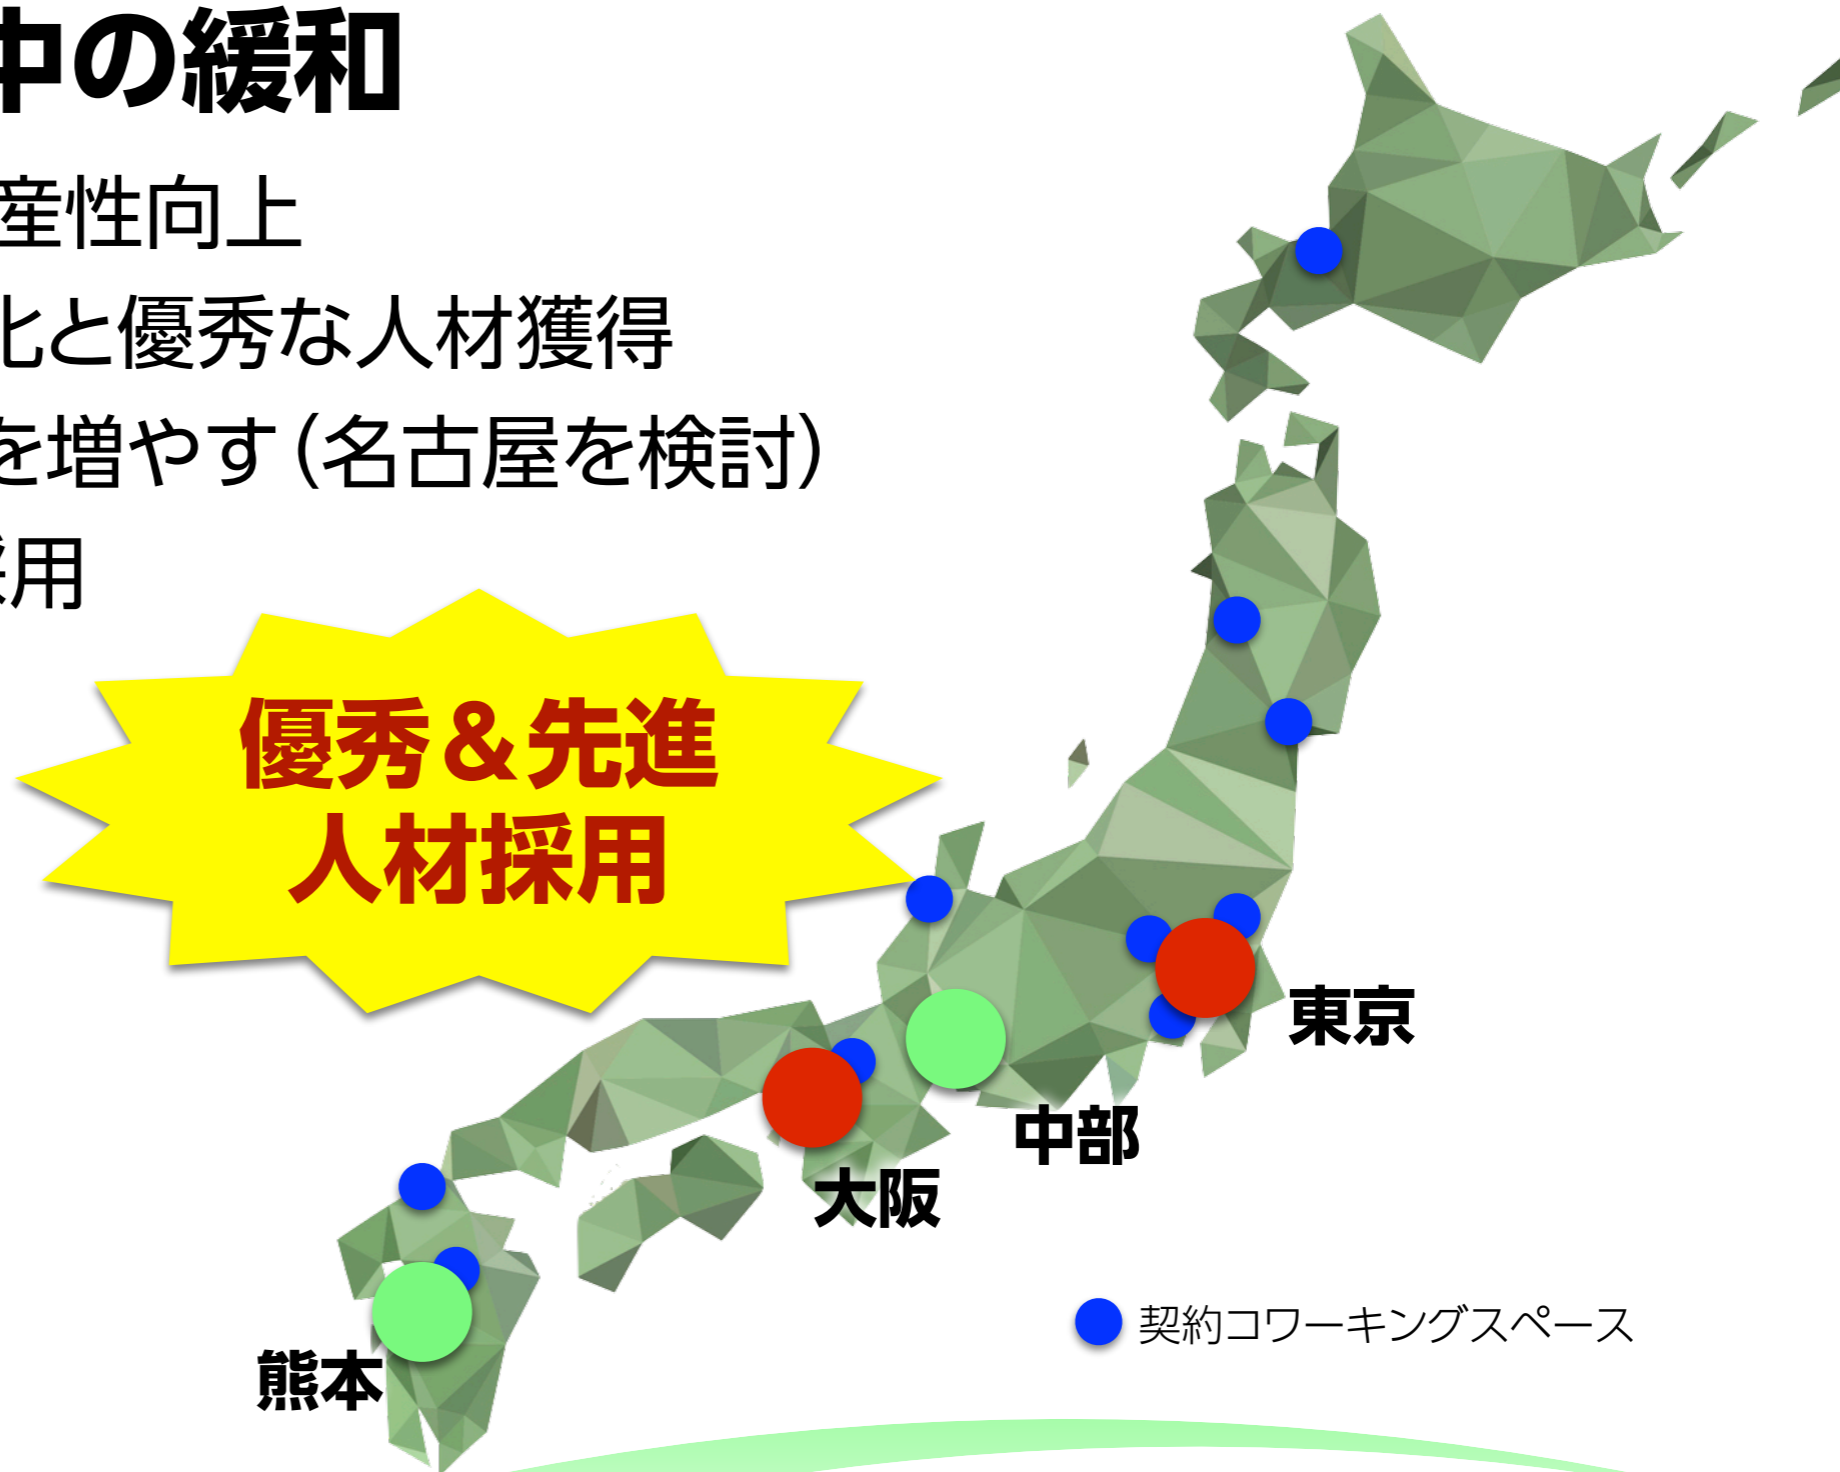 中の緩和
産性向上
化と優秀な人材獲得
を増やす（名古屋を検討）
採用
優秀＆先進
人材採用
東京
中部
大阪
熊本
契約コワーキングスペース